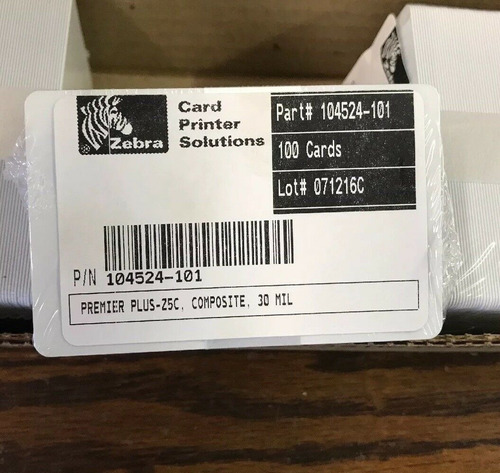 Zebra
Card
Printer
Solutions
Part# 104524-101
100 Cards
Lot# 071216C
P/N 104524-101
PREMIER PLUS-Z5C, COMPOSITE, 30 MIL